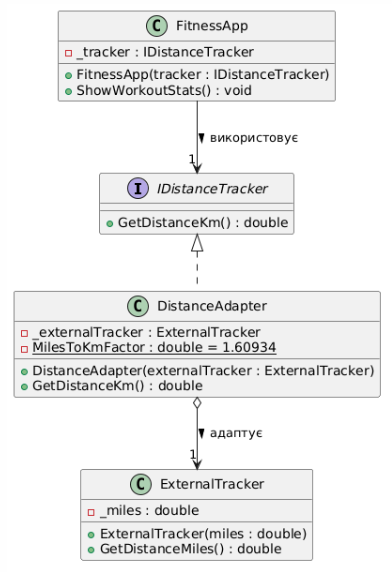 C FitnessApp
_tracker : IDistanceTracker
FitnessApp(tracker : IDistanceTracker)
ShowWorkoutStats() : void
використовує
1
I IDistanceTracker
GetDistanceKm() : double
C DistanceAdapter
_externalTracker : ExternalTracker
MilesToKmFactor : double = 1.60934
DistanceAdapter(externalTracker : ExternalTracker)
GetDistanceKm() : double
адаптує
1
C ExternalTracker
_miles : double
ExternalTracker(miles : double)
GetDistanceMiles() : double